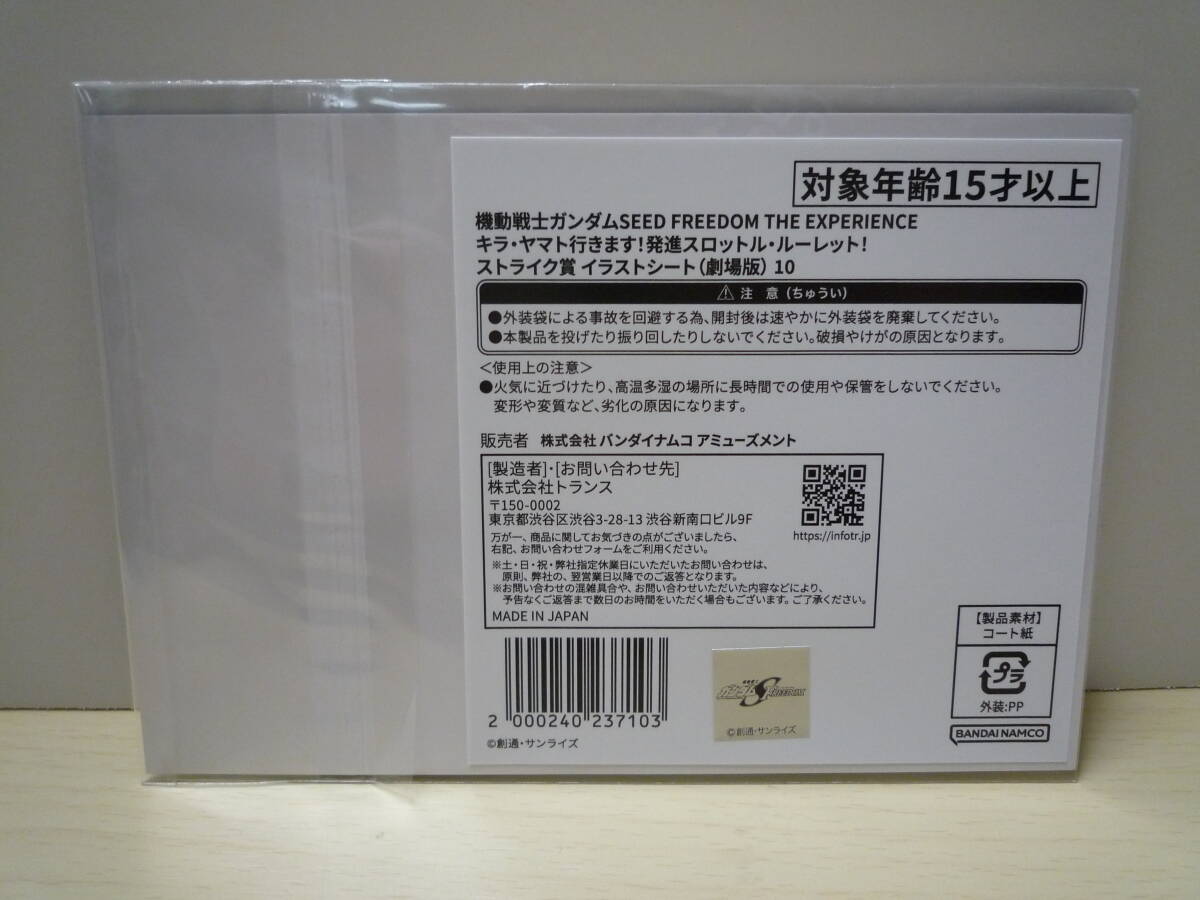 対象年齢15才以上
機動戦士ガンダムSEED FREEDOM THE EXPERIENCE
キラ・ヤマト行きます!発進スロットル・ルーレット!
ストライク賞 イラストシート(劇場版) 10
注 意 (ちゅうい)
●外装袋による事故を回避する為、開封後は速やかに外装袋を廃棄してください。
●本製品を投げたり振り回したりしないでください。破損やけがの原因となります。
<使用上の注意>
●火気に近づけたり、高温多湿の場所に長時間での使用や保管をしないでください。
変形や変質など、劣化の原因になります。
販売者 株式会社 バンダイナムコ アミューズメント
[製造者]・[お問い合わせ先]
株式会社トランス
〒150-0002
東京都渋谷区渋谷3-28-13 渋谷新南口ビル9F
万が一、商品に関してお気づきの点がございましたら、
右記、お問い合わせフォームをご利用ください。
※土・日・祝・弊社指定休業日にいただいたお問い合わせは、
原則、弊社の、翌営業日以降でのご返答となります。
※お問い合わせの混雑具合や、お問い合わせいただいた内容などにより、
予告なくご返答まで数日のお時間をいただく場合もございます。ご了承ください。
MADE IN JAPAN
https://infotr.jp
2 000240 237103
©創通・サンライズ
ガンダムSEED FREEDOM
©創通・サンライズ
【製品素材】
コート紙
プラ
外装:PP
BANDAI NAMCO